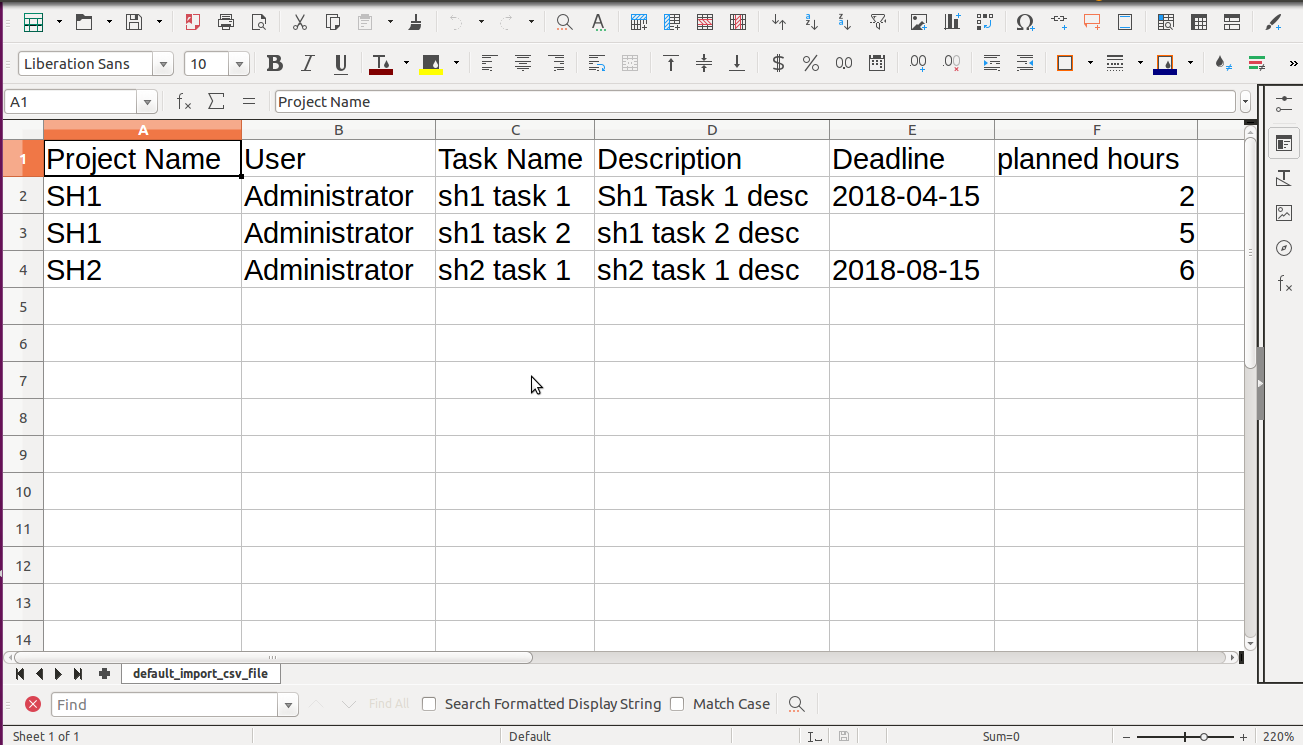 Liberation Sans 10
A1 Project Name
A B C D E F
1 Project Name User Task Name Description Deadline planned hours
2 SH1 Administrator sh1 task 1 Sh1 Task 1 desc 2018-04-15 2
3 SH1 Administrator sh1 task 2 sh1 task 2 desc 5
4 SH2 Administrator sh2 task 1 sh2 task 1 desc 2018-08-15 6
5
6
7
8
9
10
11
12
13
14
default_import_csv_file
Find Find All Search Formatted Display String Match Case
Sheet 1 of 1 Default Sum=0 220%